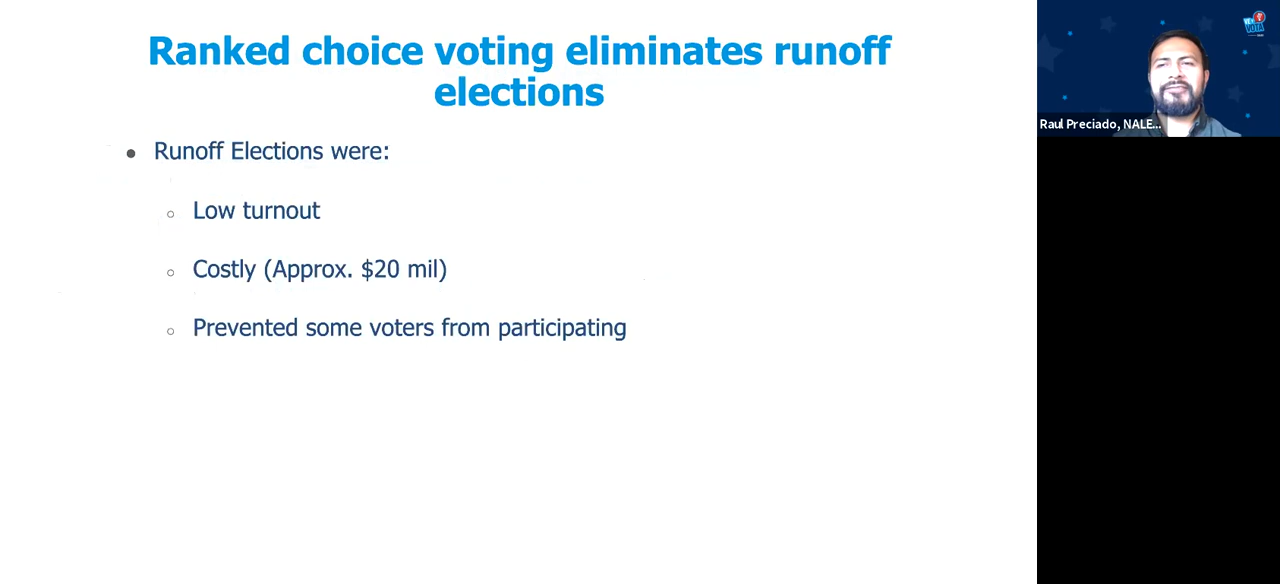 Ranked choice voting eliminates runoff
elections
Runoff Elections were:
Low turnout
Costly (Approx. $20 mil)
Prevented some voters from participating
VOTA
Raul Preciado, NALE...